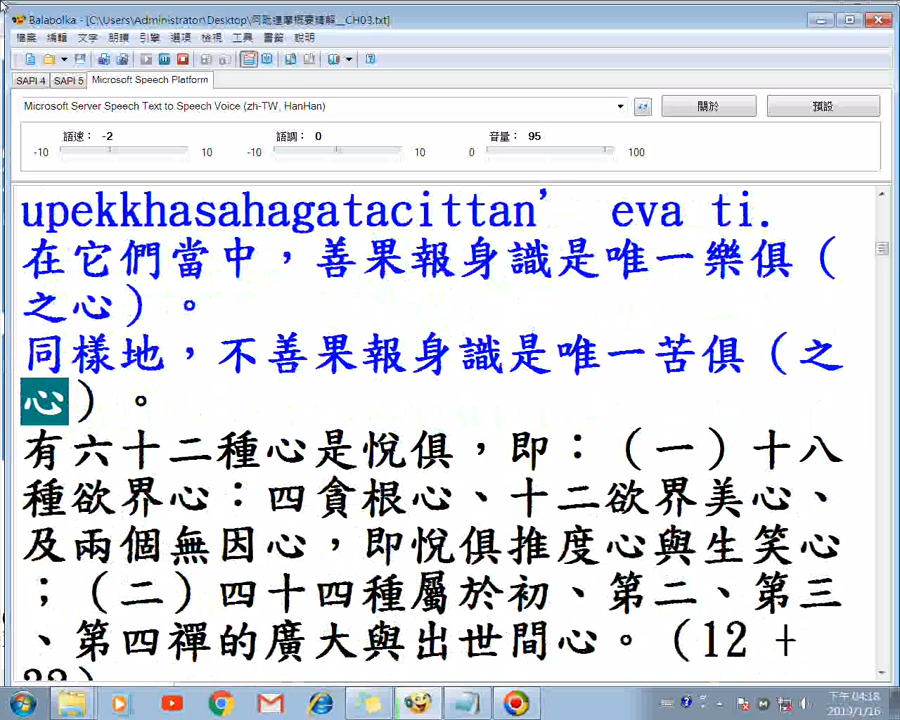 Balabolka - [C:\Users\Administrator\Desktop\阿毗達摩概要精解__CH03.txt]
檔案 編輯 文字 朗讀 引擎 選項 檢視 工具 書籤 說明
SAPI 4 SAPI 5 Microsoft Speech Platform
Microsoft Server Speech Text to Speech Voice (zh-TW, HanHan) 關於 預設
語速： -2 語調： 0 音量： 95
-10 10 -10 10 0 100
upekkhasahagatacittan’ eva ti.
在它們當中，善果報身識是唯一樂俱（
之心）。
同樣地，不善果報身識是唯一苦俱（之
心）。
有六十二種心是悅俱，即：（一）十八
種欲界心：四貪根心、十二欲界美心、
及兩個無因心，即悅俱推度心與生笑心
；（二）四十四種屬於初、第二、第三
、第四禪的廣大與出世間心。（12 +
下午 04:18
2019/1/16